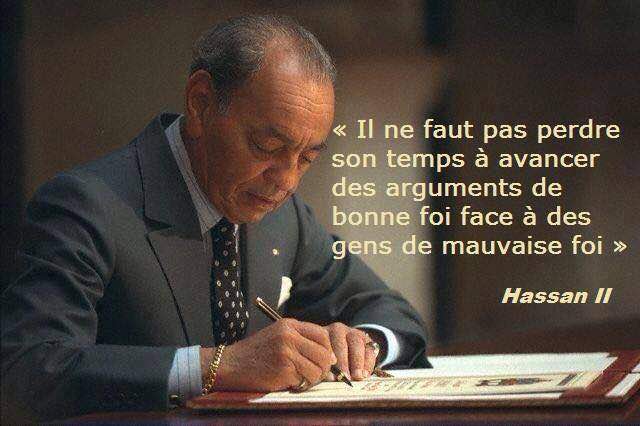 « Il ne faut pas perdre
son temps à avancer
des arguments de
bonne foi face à des
gens de mauvaise foi »
Hassan II